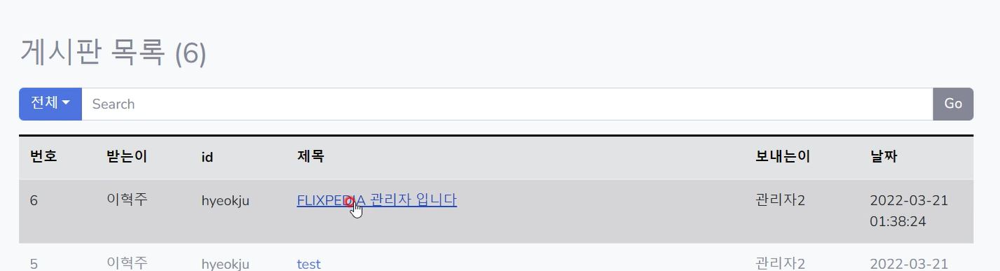 게시판 목록 (6)
전체 Search Go
번호 받는이 id 제목 보내는이 날짜
6 이혁주 hyeokju FLIXPEDIA 관리자 입니다 관리자2 2022-03-21
01:38:24
5 이혁주 hyeokju test 관리자2 2022-03-21